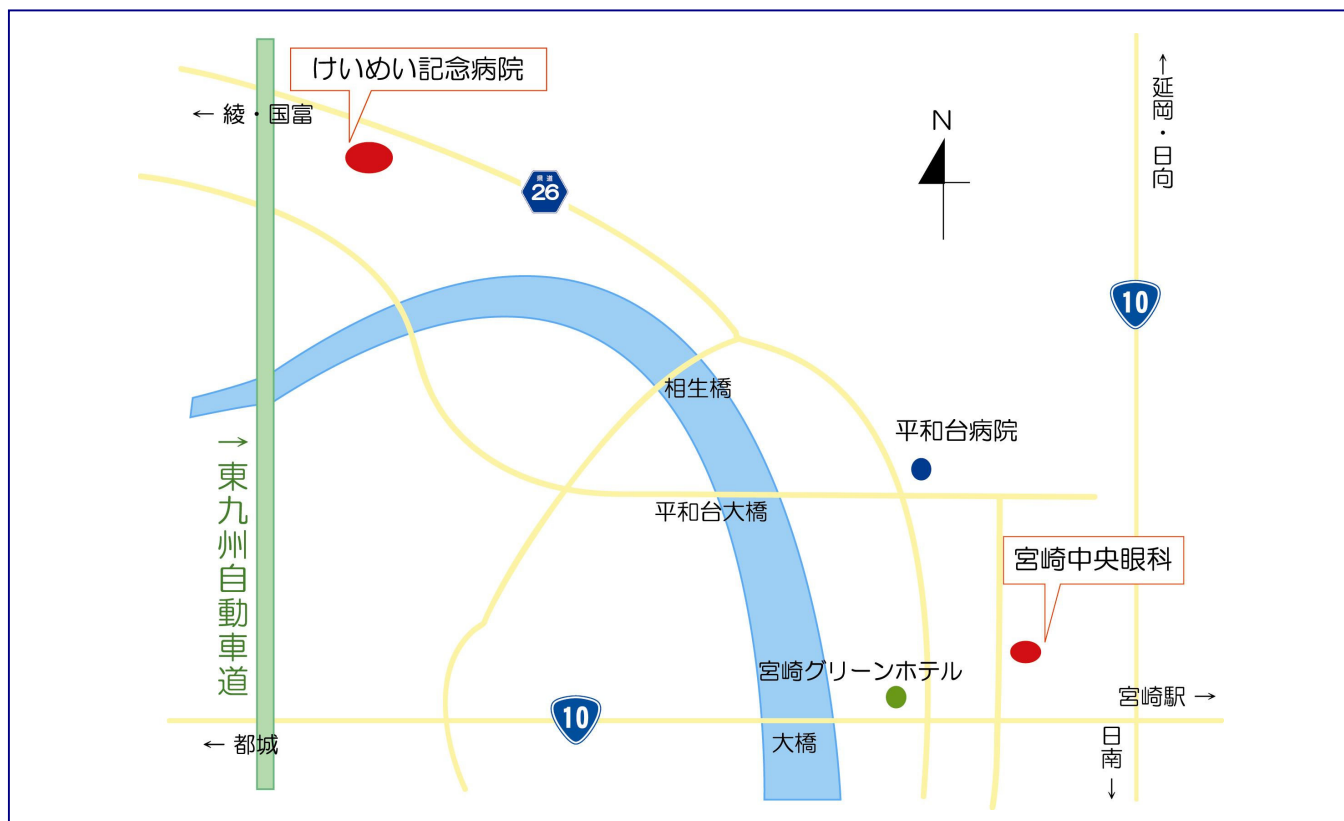 けいめい記念病院
← 綾・国富
県道
26
N
←延岡・日向
10
相生橋
平和台病院
→東九州自動車道
平和台大橋
宮崎中央眼科
宮崎グリーンホテル
宮崎駅 →
10
← 都城
大橋
日南→